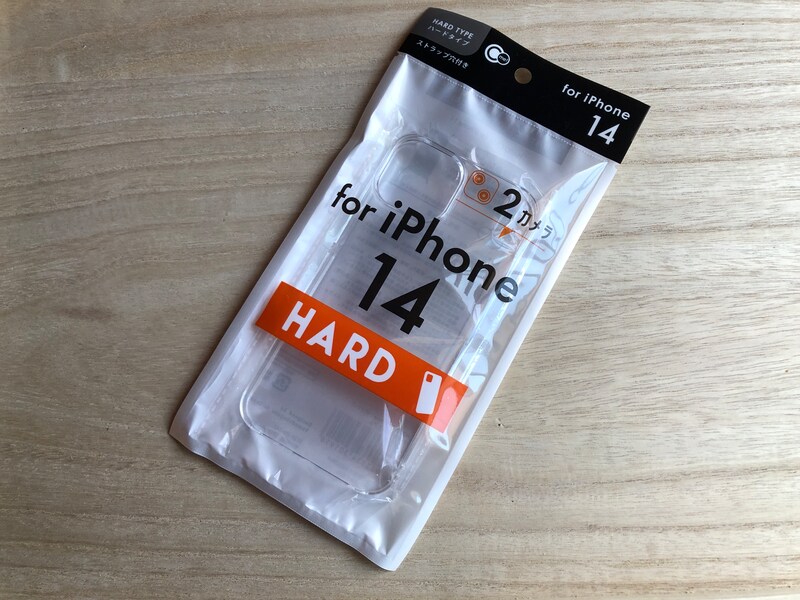 HARD TYPE
ハードタイプ
ストラップ穴付き
for iPhone
14
2カメラ
for iPhone
14
HARD